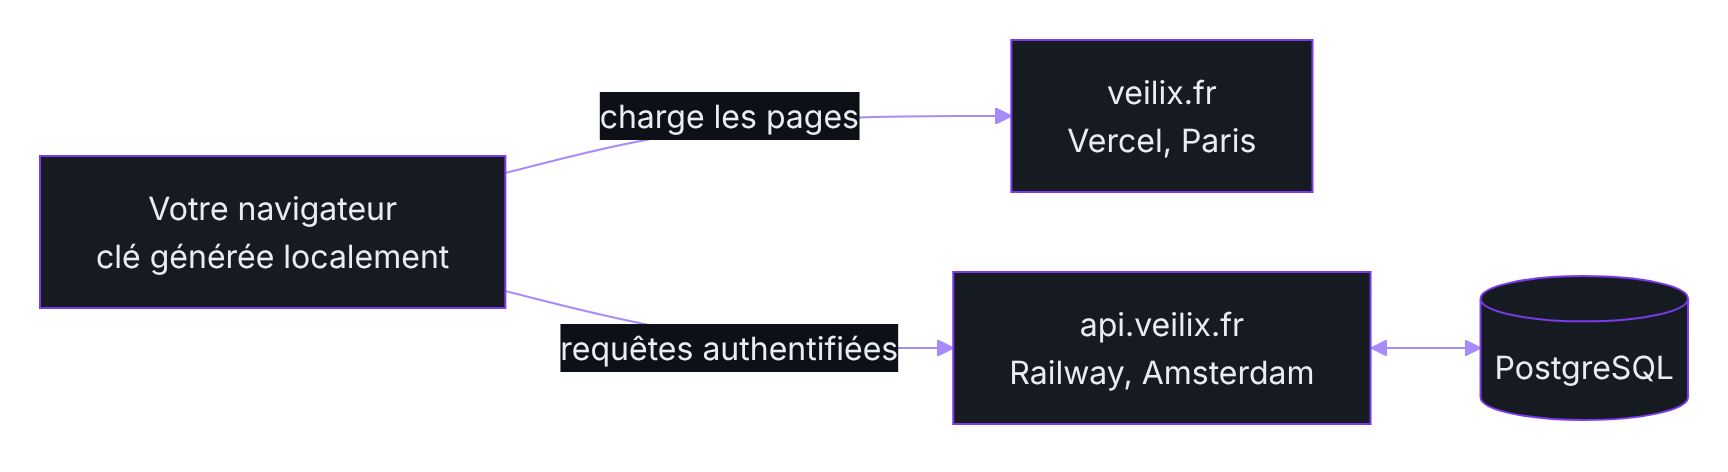 charge les pages
veilix.fr
Vercel, Paris
Votre navigateur
clé générée localement
requêtes authentifiées
api.veilix.fr
Railway, Amsterdam
PostgreSQL